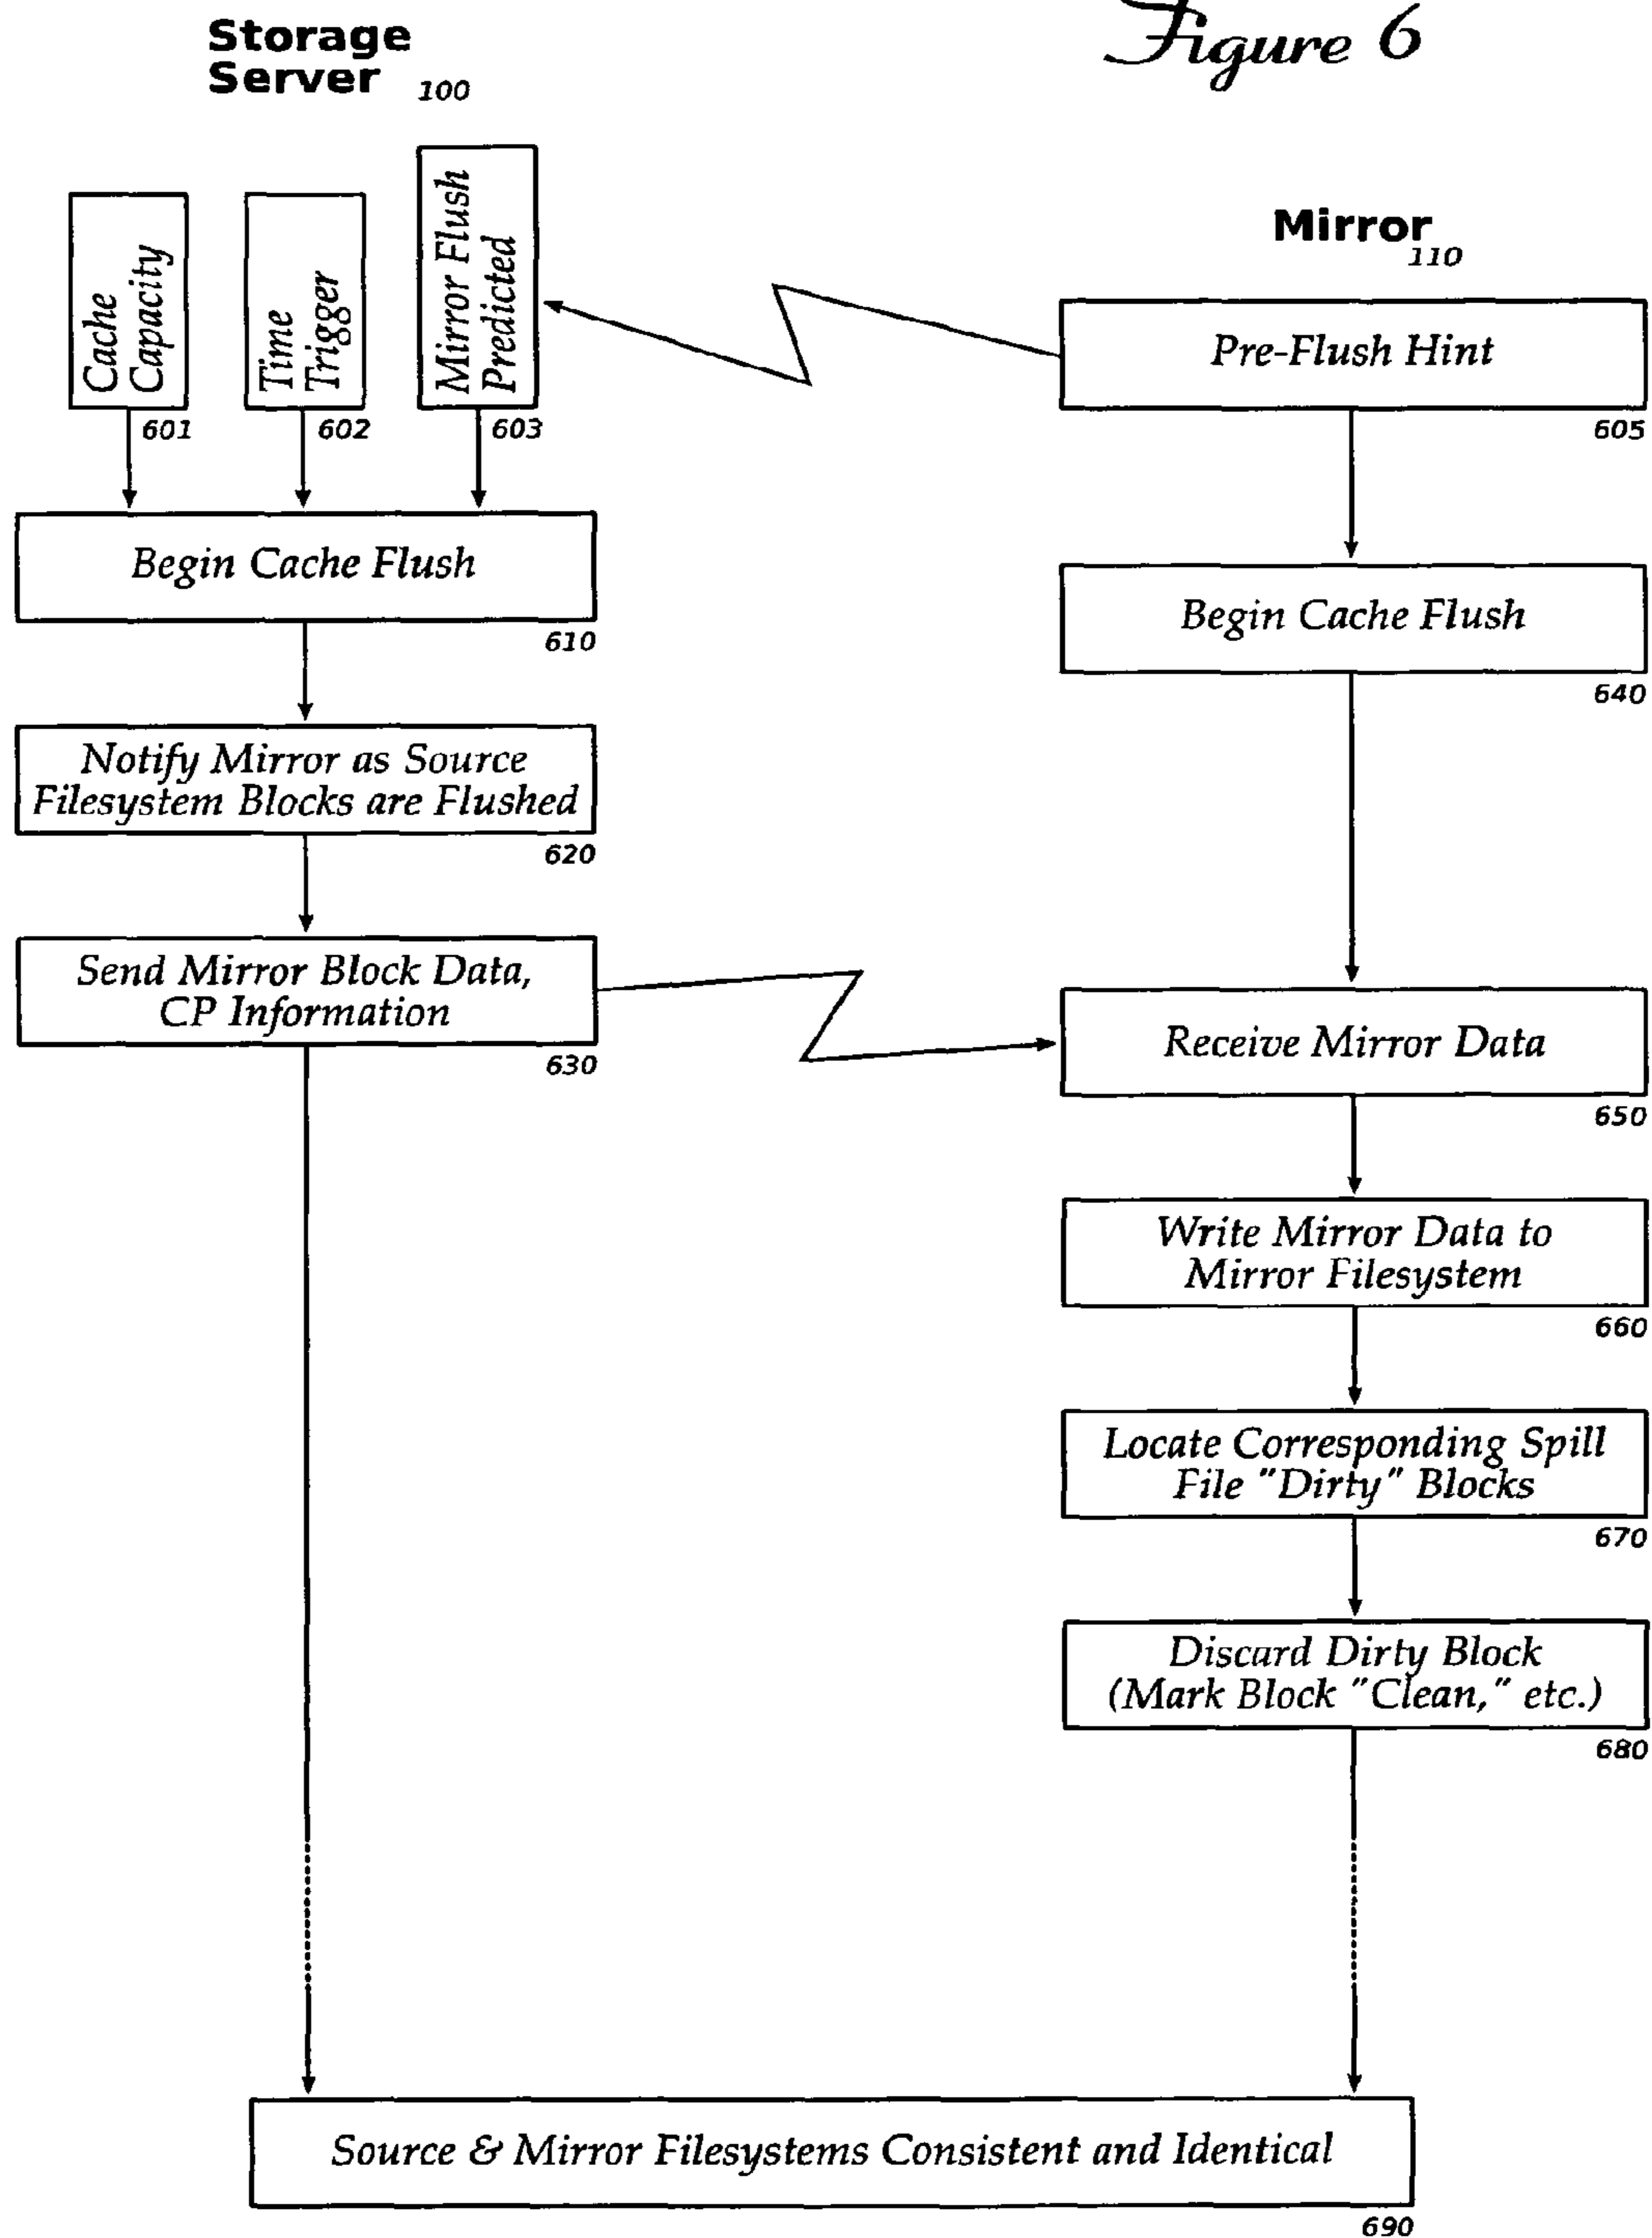 Figure 6
Storage
Server 100
Mirror
110
Cache
Capacity
601
Time
Trigger
602
Mirror Flush
Predicted
603
Pre-Flush Hint
605
Begin Cache Flush
610
Begin Cache Flush
640
Notify Mirror as Source
Filesystem Blocks are Flushed
620
Send Mirror Block Data,
CP Information
630
Receive Mirror Data
650
Write Mirror Data to
Mirror Filesystem
660
Locate Corresponding Spill
File "Dirty" Blocks
670
Discard Dirty Block
(Mark Block "Clean," etc.)
680
Source & Mirror Filesystems Consistent and Identical
690